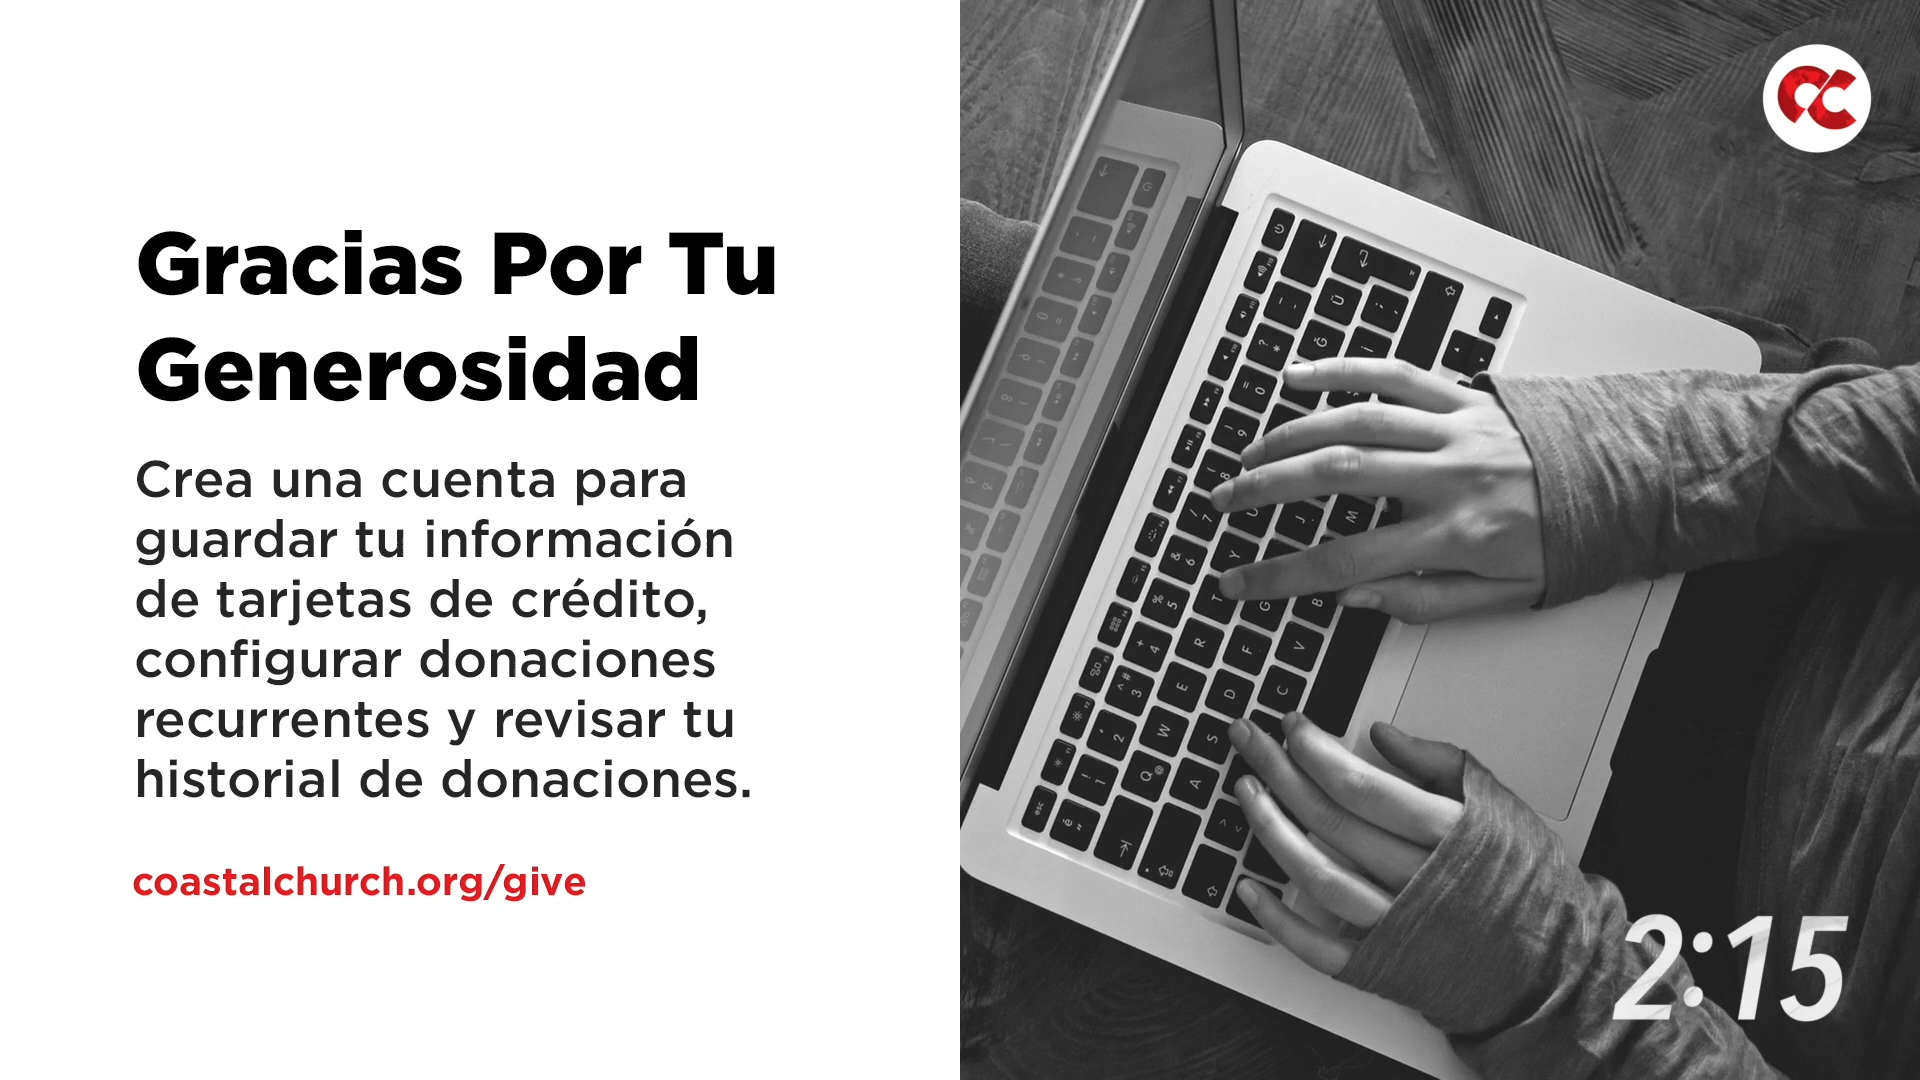 Gracias Por Tu
Generosidad
Crea una cuenta para
guardar tu información
de tarjetas de crédito,
configurar donaciones
recurrentes y revisar tu
historial de donaciones.
coastalchurch.org/give
2:15